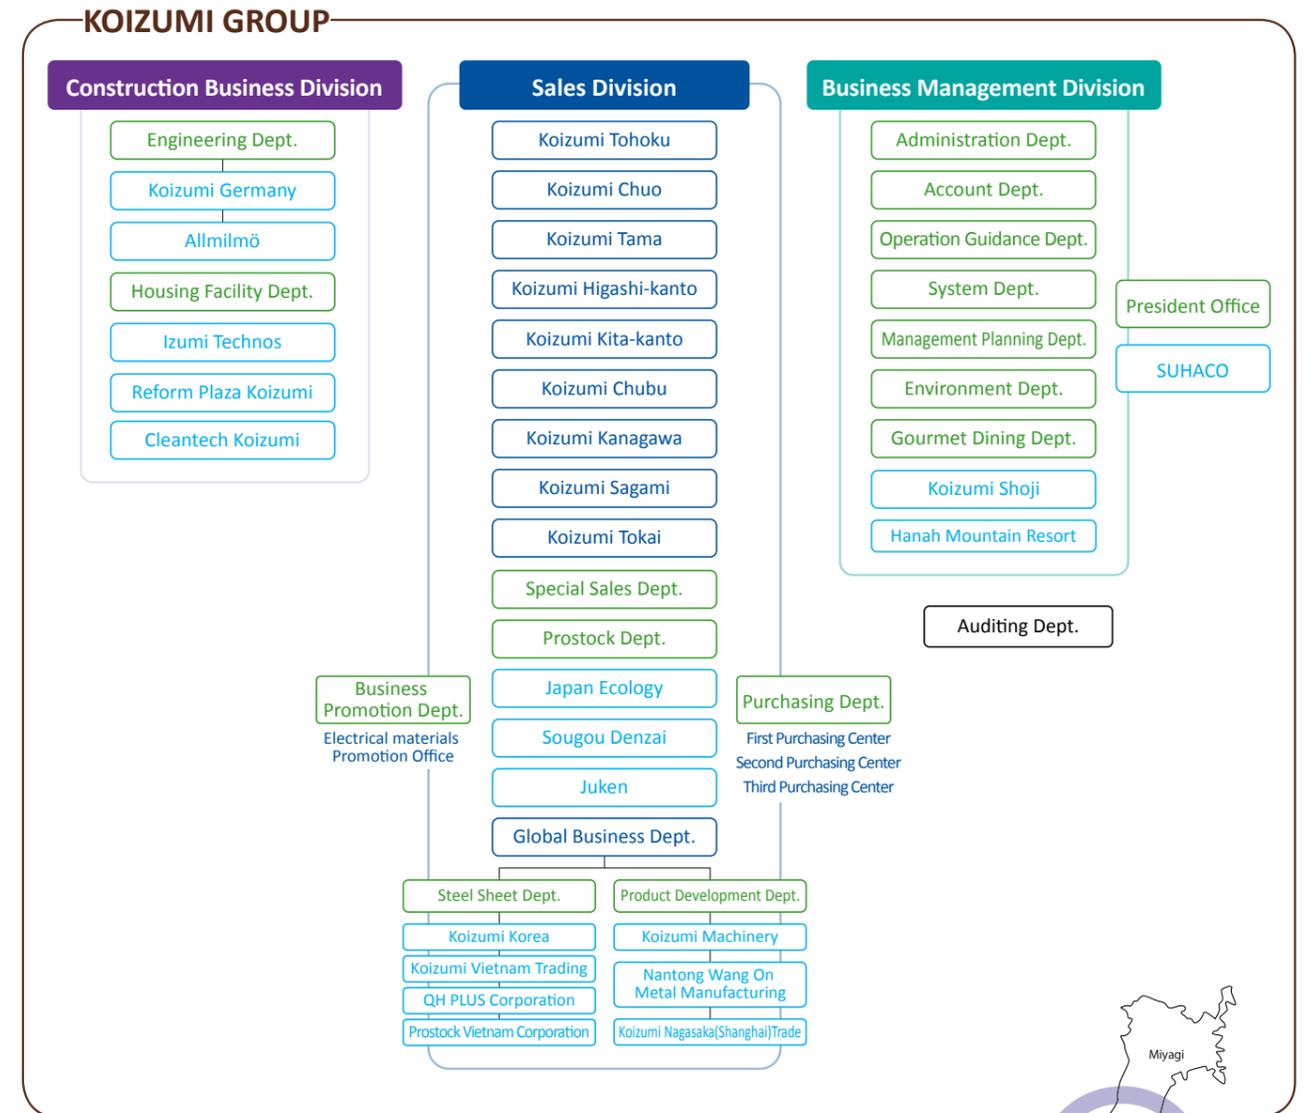 KOIZUMI GROUP
Construction Business Division
Engineering Dept.
Koizumi Germany
Allmilmö
Housing Facility Dept.
Izumi Technos
Reform Plaza Koizumi
Cleantech Koizumi
Sales Division
Koizumi Tohoku
Koizumi Chuo
Koizumi Tama
Koizumi Higashi-kanto
Koizumi Kita-kanto
Koizumi Chubu
Koizumi Kanagawa
Koizumi Sagami
Koizumi Tokai
Special Sales Dept.
Prostock Dept.
Japan Ecology
Sougou Denzai
Juken
Global Business Dept.
Business
Promotion Dept.
Electrical materials
Promotion Office
Purchasing Dept.
First Purchasing Center
Second Purchasing Center
Third Purchasing Center
Steel Sheet Dept.
Koizumi Korea
Koizumi Vietnam Trading
QH PLUS Corporation
Prostock Vietnam Corporation
Product Development Dept.
Koizumi Machinery
Nantong Wang On
Metal Manufacturing
Koizumi Nagasaka(Shanghai)Trade
Business Management Division
Administration Dept.
Account Dept.
Operation Guidance Dept.
System Dept.
Management Planning Dept.
Environment Dept.
Gourmet Dining Dept.
Koizumi Shoji
Hanah Mountain Resort
President Office
SUHACO
Auditing Dept.
Miyagi